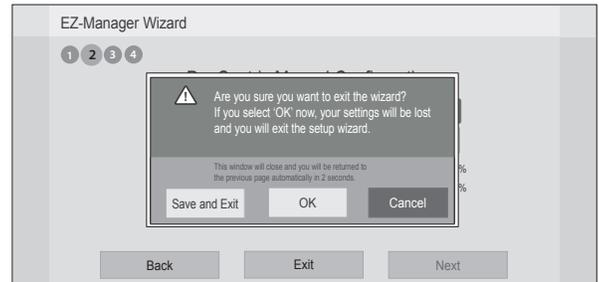 EZ-Manager Wizard
1 2 3 4
Are you sure you want to exit the wizard?
If you select 'OK' now, your settings will be lost
and you will exit the setup wizard.
This window will close and you will be returned to
the previous page automatically in 2 seconds.
%
%
Save and Exit OK Cancel
Back Exit Next